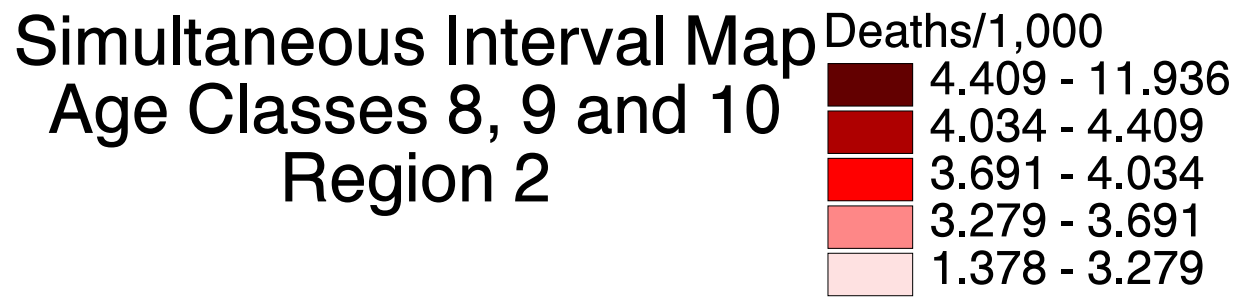 Simultaneous Interval Map
Age Classes 8, 9 and 10
Region 2
Deaths/1,000
4.409 - 11.936
4.034 - 4.409
3.691 - 4.034
3.279 - 3.691
1.378 - 3.279